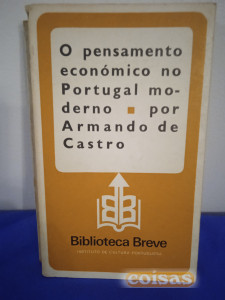 O pensamento
económico no
Portugal mo-
derno ■ por
Armando de
Castro
Biblioteca Breve
INSTITUTO DE CULTURA PORTUGUESA
coisas